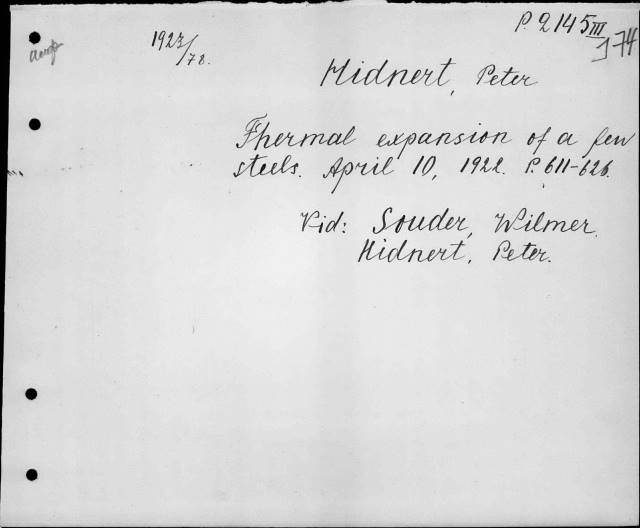 P. 2145 III
J 74
1923/78.
Hidnert, Peter
Thermal expansion of a few
steels. April 10, 1922. P. 611-626.
Vid: Souder, Wilmer.
Hidnert, Peter.